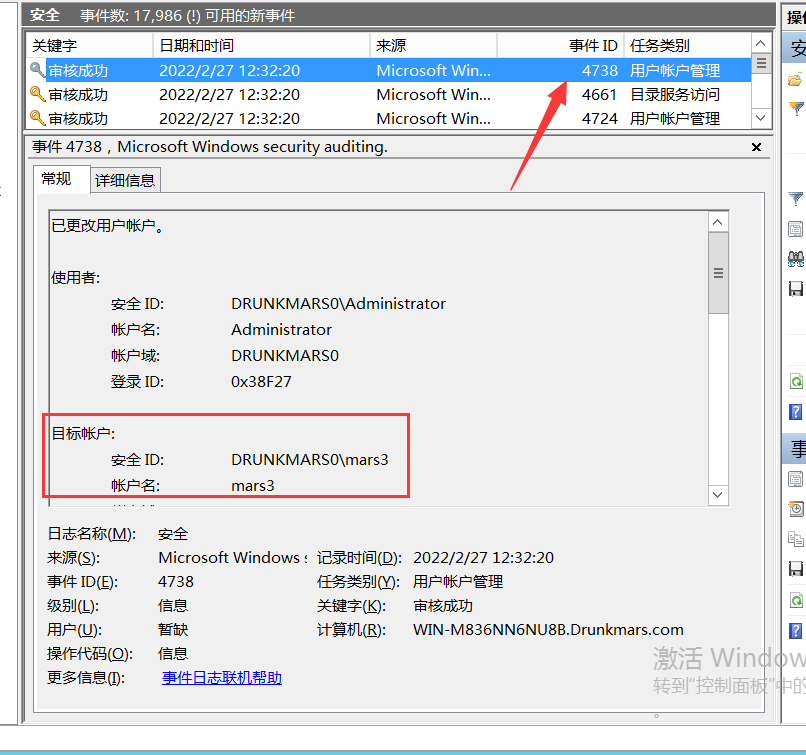 安全 事件数: 17,986 (!) 可用的新事件
操
关键字 日期和时间 来源 事件 ID 任务类别
审核成功 2022/2/27 12:32:20 Microsoft Win... 4738 用户帐户管理
审核成功 2022/2/27 12:32:20 Microsoft Win... 4661 目录服务访问
审核成功 2022/2/27 12:32:20 Microsoft Win... 4724 用户帐户管理
安
事件 4738，Microsoft Windows security auditing.
常规 详细信息
已更改用户帐户。
使用者:
安全 ID: DRUNKMARS0\Administrator
帐户名: Administrator
帐户域: DRUNKMARS0
登录 ID: 0x38F27
目标帐户:
安全 ID: DRUNKMARS0\mars3
帐户名: mars3
事
日志名称(M): 安全
来源(S): Microsoft Windows s 记录时间(D): 2022/2/27 12:32:20
事件 ID(E): 4738 任务类别(Y): 用户帐户管理
级别(L): 信息 关键字(K): 审核成功
用户(U): 暂缺 计算机(R): WIN-M836NN6NU8B.Drunkmars.com
操作代码(O): 信息
更多信息(I): 事件日志联机帮助
激活 Window
转到"控制面板"中的